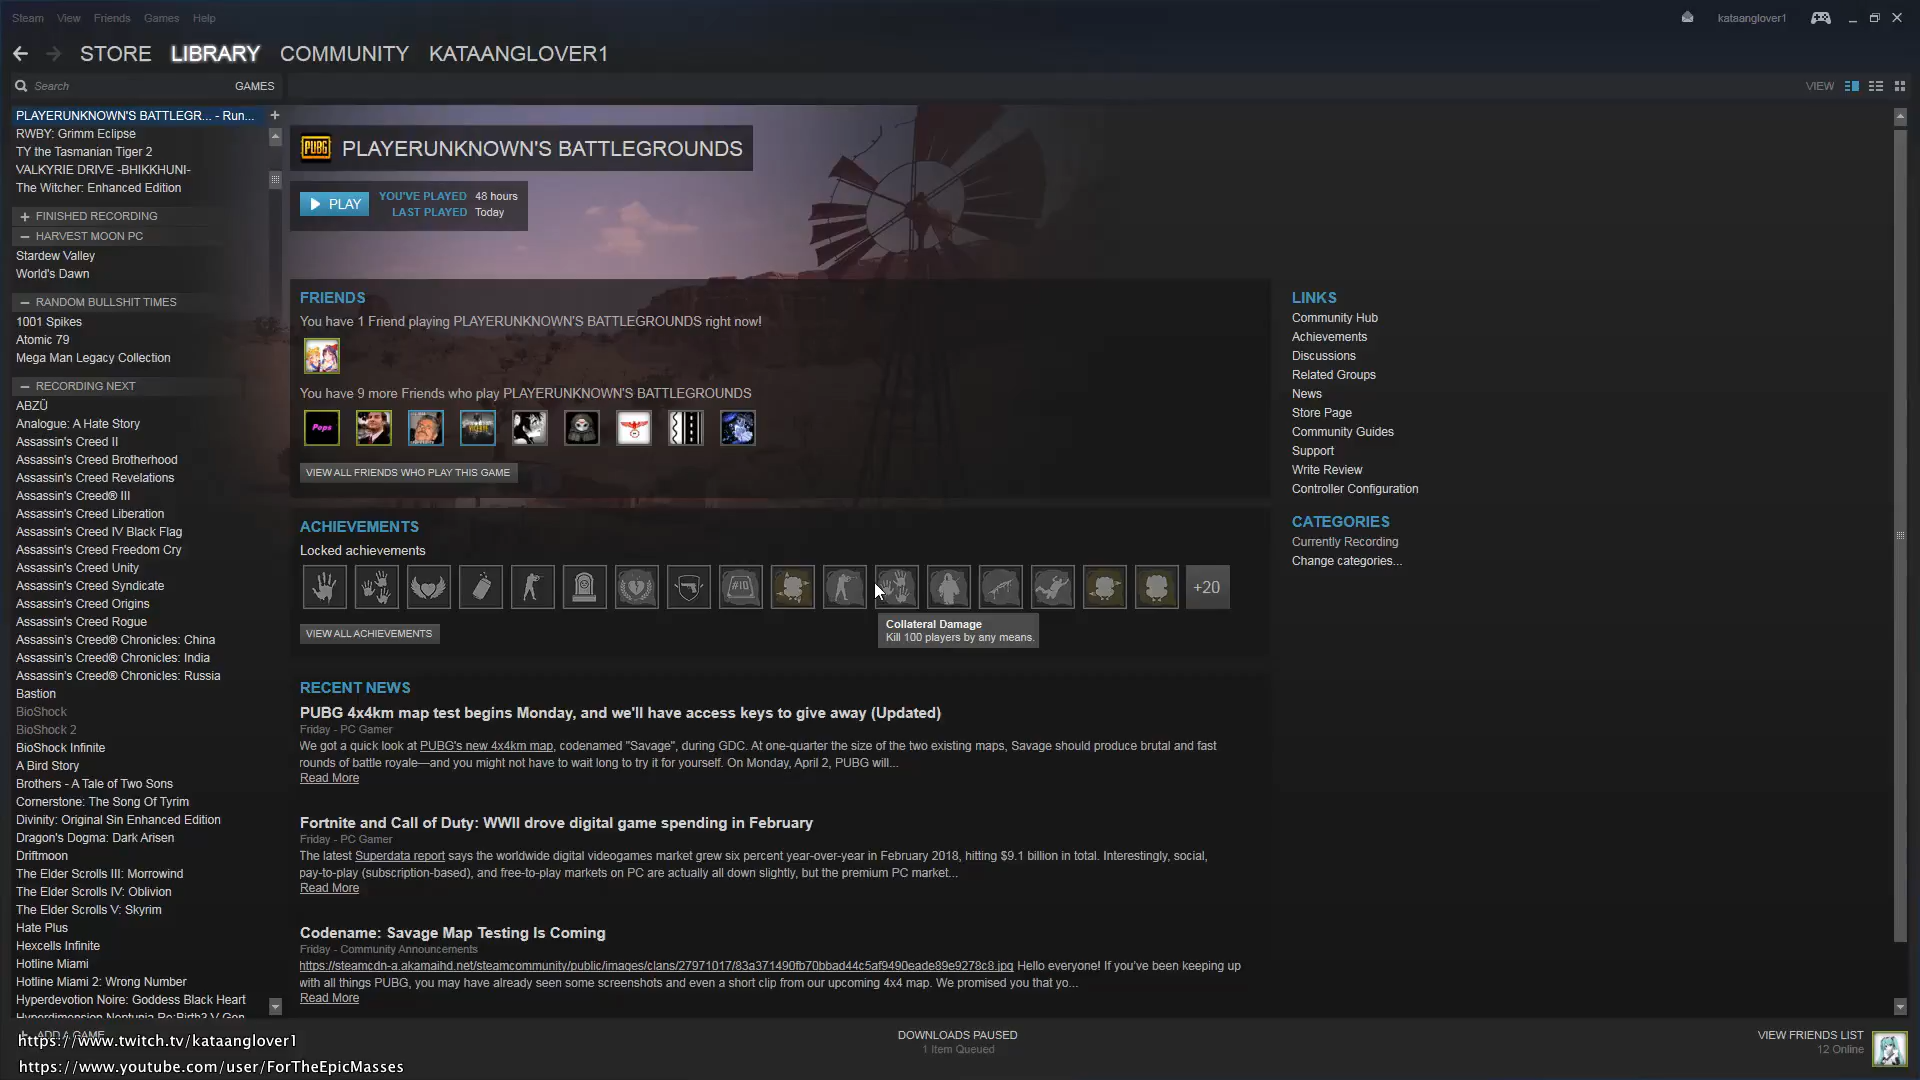 Steam View Friends Games Help
kataanglover1
STORE LIBRARY COMMUNITY KATAANGLOVER1
Search GAMES
VIEW
PLAYERUNKNOWN'S BATTLEGR... - Run...
RWBY: Grimm Eclipse
TY the Tasmanian Tiger 2
VALKYRIE DRIVE -BHIKKHUNI-
The Witcher: Enhanced Edition
FINISHED RECORDING
HARVEST MOON PC
Stardew Valley
World's Dawn
RANDOM BULLSHIT TIMES
1001 Spikes
Atomic 79
Mega Man Legacy Collection
RECORDING NEXT
ABZÛ
Analogue: A Hate Story
Assassin's Creed II
Assassin's Creed Brotherhood
Assassin's Creed Revelations
Assassin's Creed® III
Assassin's Creed Liberation
Assassin's Creed IV Black Flag
Assassin's Creed Freedom Cry
Assassin's Creed Unity
Assassin's Creed Syndicate
Assassin's Creed Origins
Assassin's Creed Rogue
Assassin's Creed® Chronicles: China
Assassin's Creed® Chronicles: India
Assassin's Creed® Chronicles: Russia
Bastion
BioShock
BioShock 2
BioShock Infinite
A Bird Story
Brothers - A Tale of Two Sons
Cornerstone: The Song Of Tyrim
Divinity: Original Sin Enhanced Edition
Dragon's Dogma: Dark Arisen
Driftmoon
The Elder Scrolls III: Morrowind
The Elder Scrolls IV: Oblivion
The Elder Scrolls V: Skyrim
Hate Plus
Hexcells Infinite
Hotline Miami
Hotline Miami 2: Wrong Number
Hyperdevotion Noire: Goddess Black Heart
Hyperdimension Neptunia Re;Birth3 V Gen
ADD A GAME
https://www.twitch.tv/kataanglover1
https://www.youtube.com/user/ForTheEpicMasses
PUBG
PLAYERUNKNOWN'S BATTLEGROUNDS
PLAY
YOU'VE PLAYED 48 hours
LAST PLAYED Today
FRIENDS
You have 1 Friend playing PLAYERUNKNOWN'S BATTLEGROUNDS right now!
You have 9 more Friends who play PLAYERUNKNOWN'S BATTLEGROUNDS
Pops
VIEW ALL FRIENDS WHO PLAY THIS GAME
ACHIEVEMENTS
Locked achievements
#10
+20
Collateral Damage
Kill 100 players by any means.
VIEW ALL ACHIEVEMENTS
RECENT NEWS
PUBG 4x4km map test begins Monday, and we'll have access keys to give away (Updated)
Friday - PC Gamer
We got a quick look at PUBG's new 4x4km map, codenamed "Savage", during GDC. At one-quarter the size of the two existing maps, Savage should produce brutal and fast
rounds of battle royale—and you might not have to wait long to try it for yourself. On Monday, April 2, PUBG will...
Read More
Fortnite and Call of Duty: WWII drove digital game spending in February
Friday - PC Gamer
The latest Superdata report says the worldwide digital videogames market grew six percent year-over-year in February 2018, hitting $9.1 billion in total. Interestingly, social,
pay-to-play (subscription-based), and free-to-play markets on PC are actually all down slightly, but the premium PC market...
Read More
Codename: Savage Map Testing Is Coming
Friday - Community Announcements
https://steamcdn-a.akamaihd.net/steamcommunity/public/images/clans/27971017/83a371490fb70bbad44c5af9490eade89e9278c8.jpg Hello everyone! If you've been keeping up
with all things PUBG, you may have already seen some screenshots and even a short clip from our upcoming 4x4 map. We promised you that yo...
Read More
LINKS
Community Hub
Achievements
Discussions
Related Groups
News
Store Page
Community Guides
Support
Write Review
Controller Configuration
CATEGORIES
Currently Recording
Change categories...
DOWNLOADS PAUSED
1 Item Queued
VIEW FRIENDS LIST
12 Online